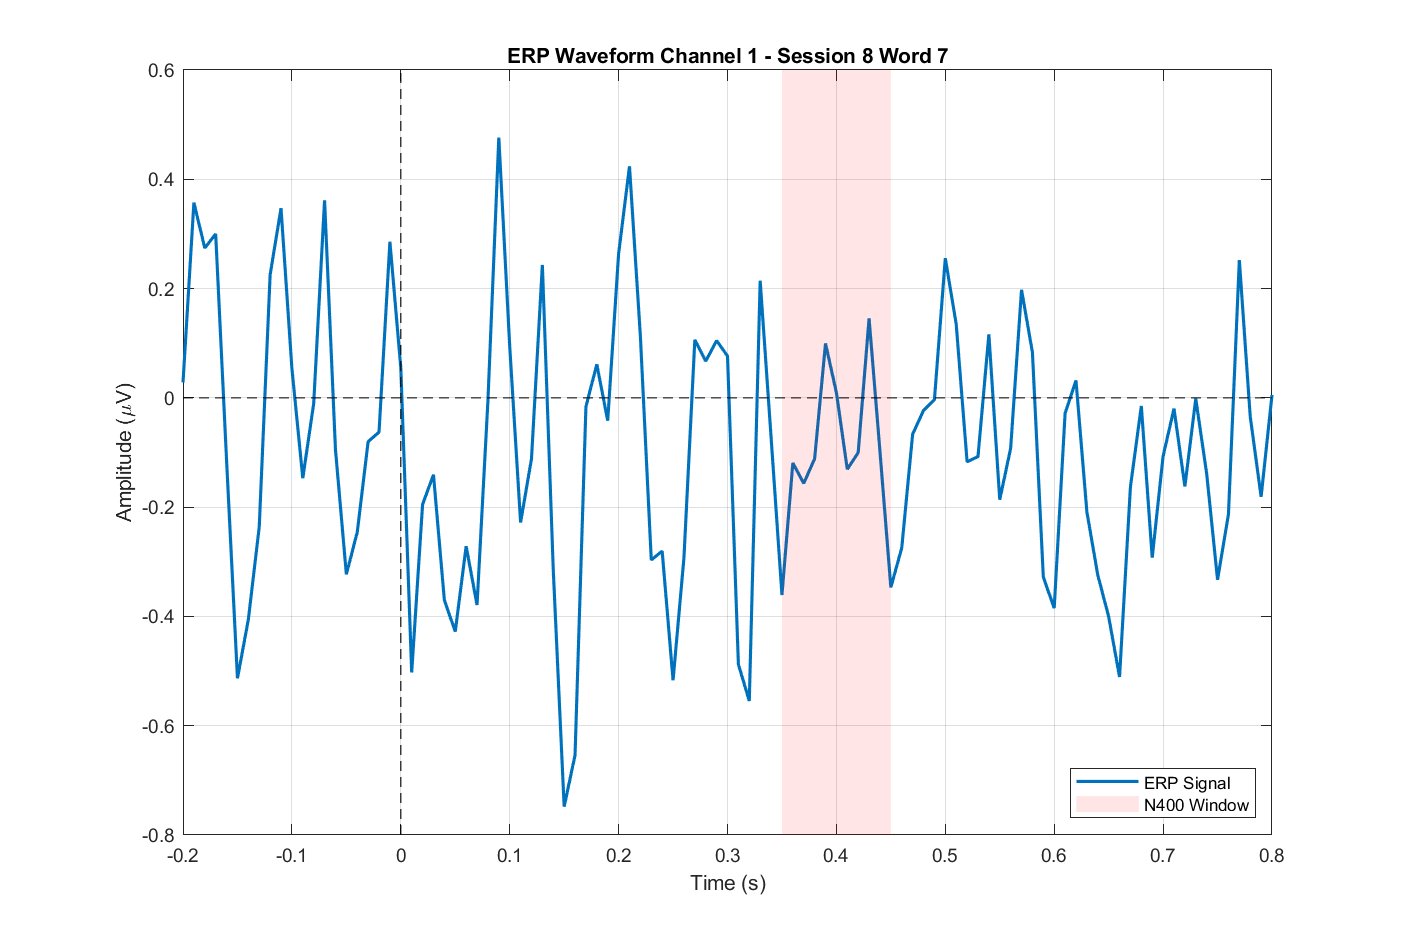 ERP Waveform Channel 1 - Session 8 Word 7
0.6
0.4
0.2
0
-0.2
-0.4
-0.6
-0.8
Amplitude (μV)
-0.2 -0.1 0 0.1 0.2 0.3 0.4 0.5 0.6 0.7 0.8
Time (s)
ERP Signal
N400 Window